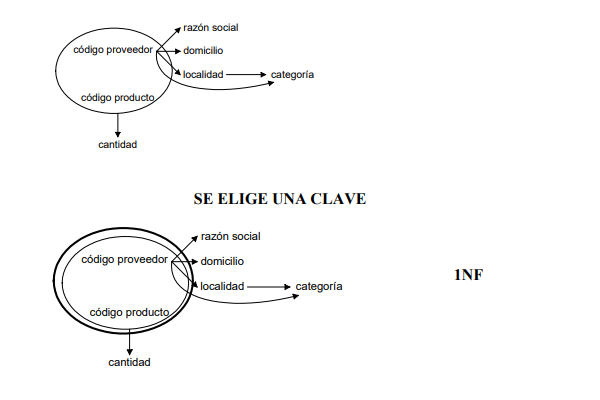 razón social
código proveedor
domicilio
localidad
categoría
código producto
cantidad
SE ELIGE UNA CLAVE
razón social
código proveedor
domicilio
1NF
localidad
categoría
código producto
cantidad